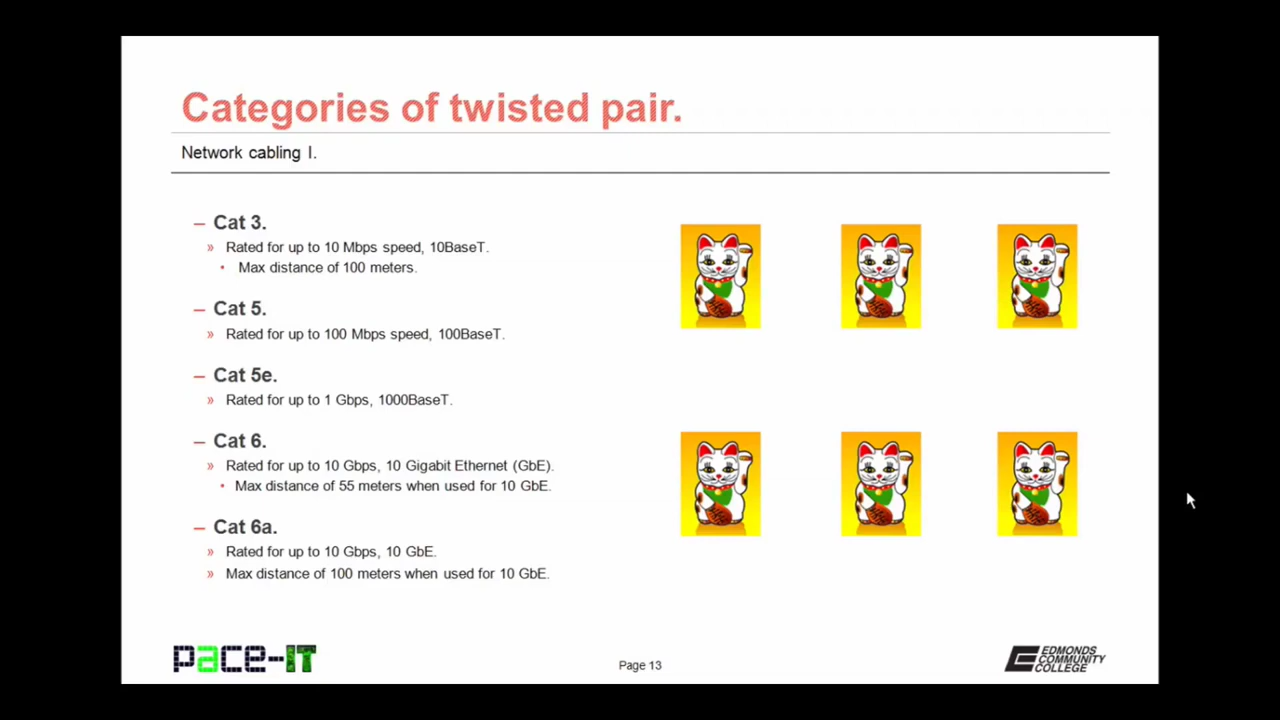 Categories of twisted pair.
Network cabling I.
– Cat 3.
» Rated for up to 10 Mbps speed, 10BaseT.
• Max distance of 100 meters.
– Cat 5.
» Rated for up to 100 Mbps speed, 100BaseT.
– Cat 5e.
» Rated for up to 1 Gbps, 1000BaseT.
– Cat 6.
» Rated for up to 10 Gbps, 10 Gigabit Ethernet (GbE).
• Max distance of 55 meters when used for 10 GbE.
– Cat 6a.
» Rated for up to 10 Gbps, 10 GbE.
» Max distance of 100 meters when used for 10 GbE.
pace-IT
Page 13
EDMONDS
COMMUNITY
COLLEGE